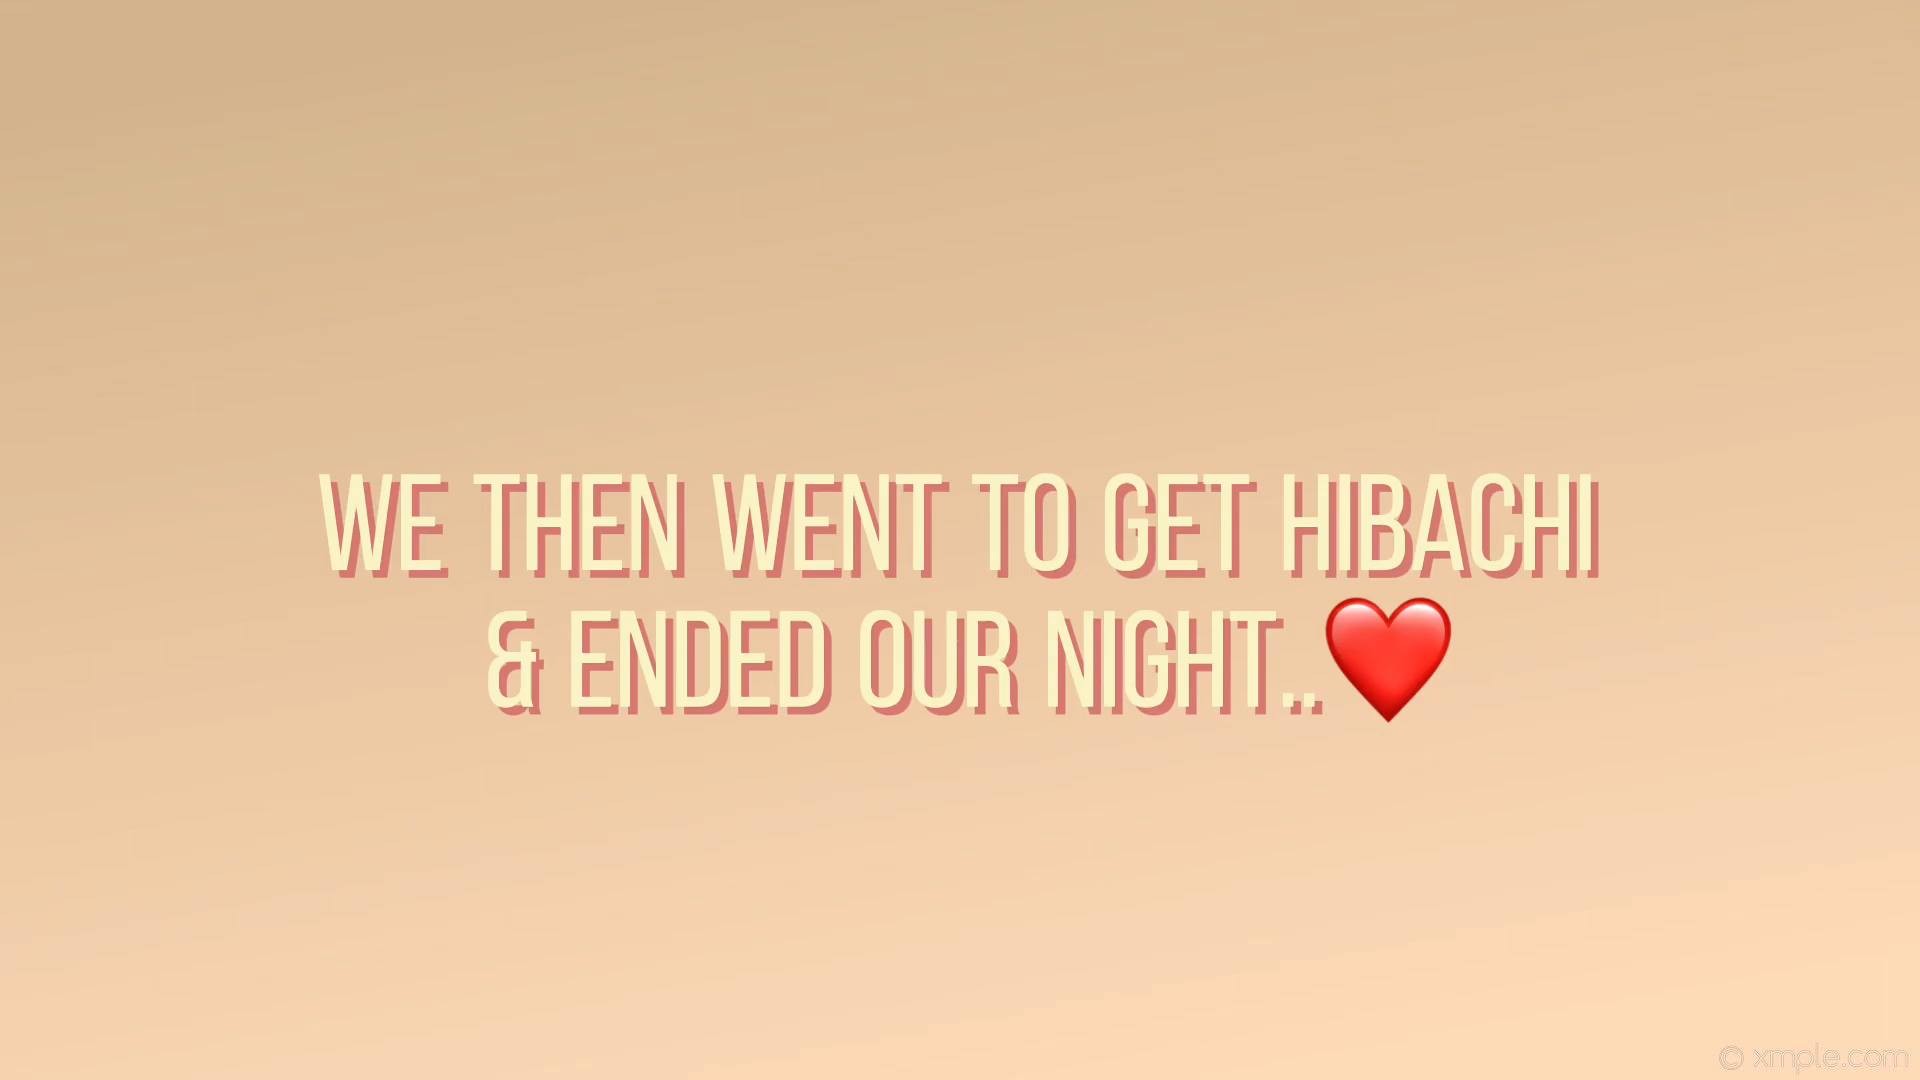 WE THEN WENT TO GET HIBACHI
& ENDED OUR NIGHT..❤️
© xmple.com